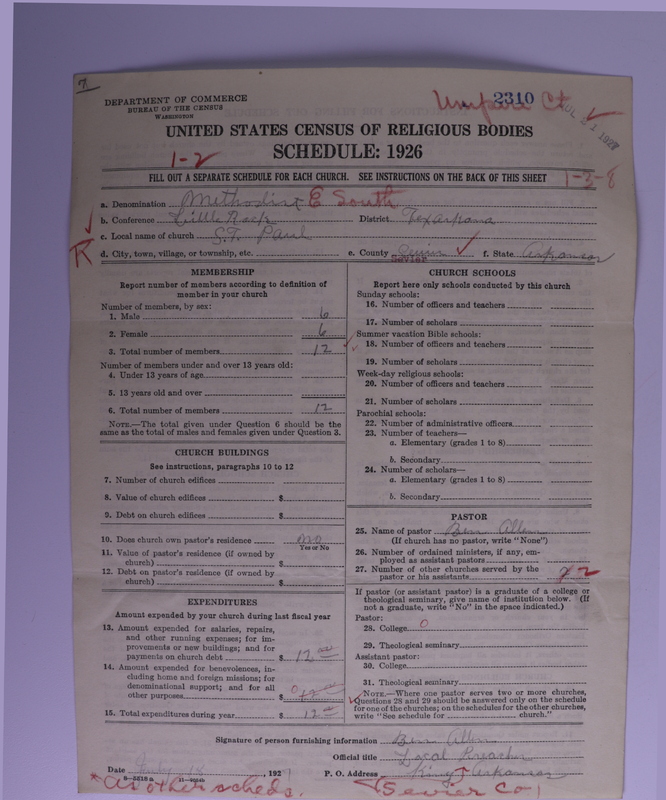 7.
DEPARTMENT OF COMMERCE
BUREAU OF THE CENSUS
WASHINGTON
2310
Ct.
JUL 21 1927
UNITED STATES CENSUS OF RELIGIOUS BODIES
SCHEDULE: 1926
1-2
FILL OUT A SEPARATE SCHEDULE FOR EACH CHURCH. SEE INSTRUCTIONS ON THE BACK OF THIS SHEET
1-3-8
a. Denomination Methodist E South
b. Conference Little Rock District Texarkana
c. Local name of church S.T. Paul
R
d. City, town, village, or township, etc. e. County Sevier f. State Arkansas
Sevier
MEMBERSHIP
Report number of members according to definition of member in your church
Number of members, by sex:
1. Male 6
2. Female 6
3. Total number of members 12
Number of members under and over 13 years old:
4. Under 13 years of age
5. 13 years old and over
6. Total number of members 12
NOTE.—The total given under Question 6 should be the same as the total of males and females given under Question 3.
CHURCH BUILDINGS
See instructions, paragraphs 10 to 12
7. Number of church edifices
8. Value of church edifices $
9. Debt on church edifices $
10. Does church own pastor's residence no
Yes or No
11. Value of pastor's residence (if owned by church) $
12. Debt on pastor's residence (if owned by church) $
EXPENDITURES
Amount expended by your church during last fiscal year
13. Amount expended for salaries, repairs, and other running expenses; for improvements or new buildings; and for payments on church debt $ 12 00
14. Amount expended for benevolences, including home and foreign missions; for denominational support; and for all other purposes $ 0 12 00
15. Total expenditures during year $ 12 00
CHURCH SCHOOLS
Report here only schools conducted by this church
Sunday schools:
16. Number of officers and teachers
17. Number of scholars
Summer vacation Bible schools:
18. Number of officers and teachers
19. Number of scholars
Week-day religious schools:
20. Number of officers and teachers
21. Number of scholars
Parochial schools:
22. Number of administrative officers
23. Number of teachers—
a. Elementary (grades 1 to 8)
b. Secondary
24. Number of scholars—
a. Elementary (grades 1 to 8)
b. Secondary
PASTOR
25. Name of pastor Ben Allen
(If church has no pastor, write "None")
26. Number of ordained ministers, if any, employed as assistant pastors
27. Number of other churches served by the pastor or his assistants 2
If pastor (or assistant pastor) is a graduate of a college or theological seminary, give name of institution below. (If not a graduate, write "No" in the space indicated.)
Pastor:
28. College 0
29. Theological seminary
Assistant pastor:
30. College
31. Theological seminary
NOTE.—Where one pastor serves two or more churches, Questions 28 and 29 should be answered only on the schedule for one of the churches; on the schedules for the other churches, write "See schedule for church."
Signature of person furnishing information Ben Allen
Official title Local Preacher
Date July 18, 1927 P. O. Address King Arkansas
*as other scheds. Sevier Co.